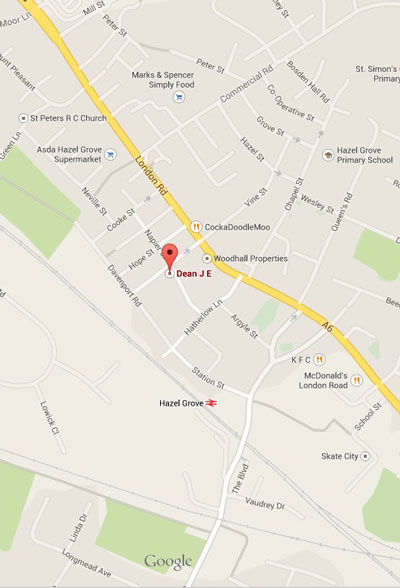 Moor Ln
Mill St
Peter St
Marks & Spencer
Simply Food
Peter St
Commercial Rd
Bosden Hall Rd
St. Simon's
Primary
Mount Pleasant
Co-Operative St
St Peters R C Church
Grove St
Green Ln
Asda Hazel Grove
Supermarket
London Rd
Hazel St
Hazel Grove
Primary School
Neville St
Vine St
Chapel St
Wesley St
Queen's Rd
Cooke St
CockaDoodleMoo
Hope St
Woodhall Properties
Dean J E
Davenport Rd
Hatherlow Ln
Argyle St
A6
KFC
McDonald's
London Road
Station St
Hazel Grove
Lowick Cl
School St
Skate City
The Blvd
Vaudrey Dr
Linda Dr
Longmead Ave
Google